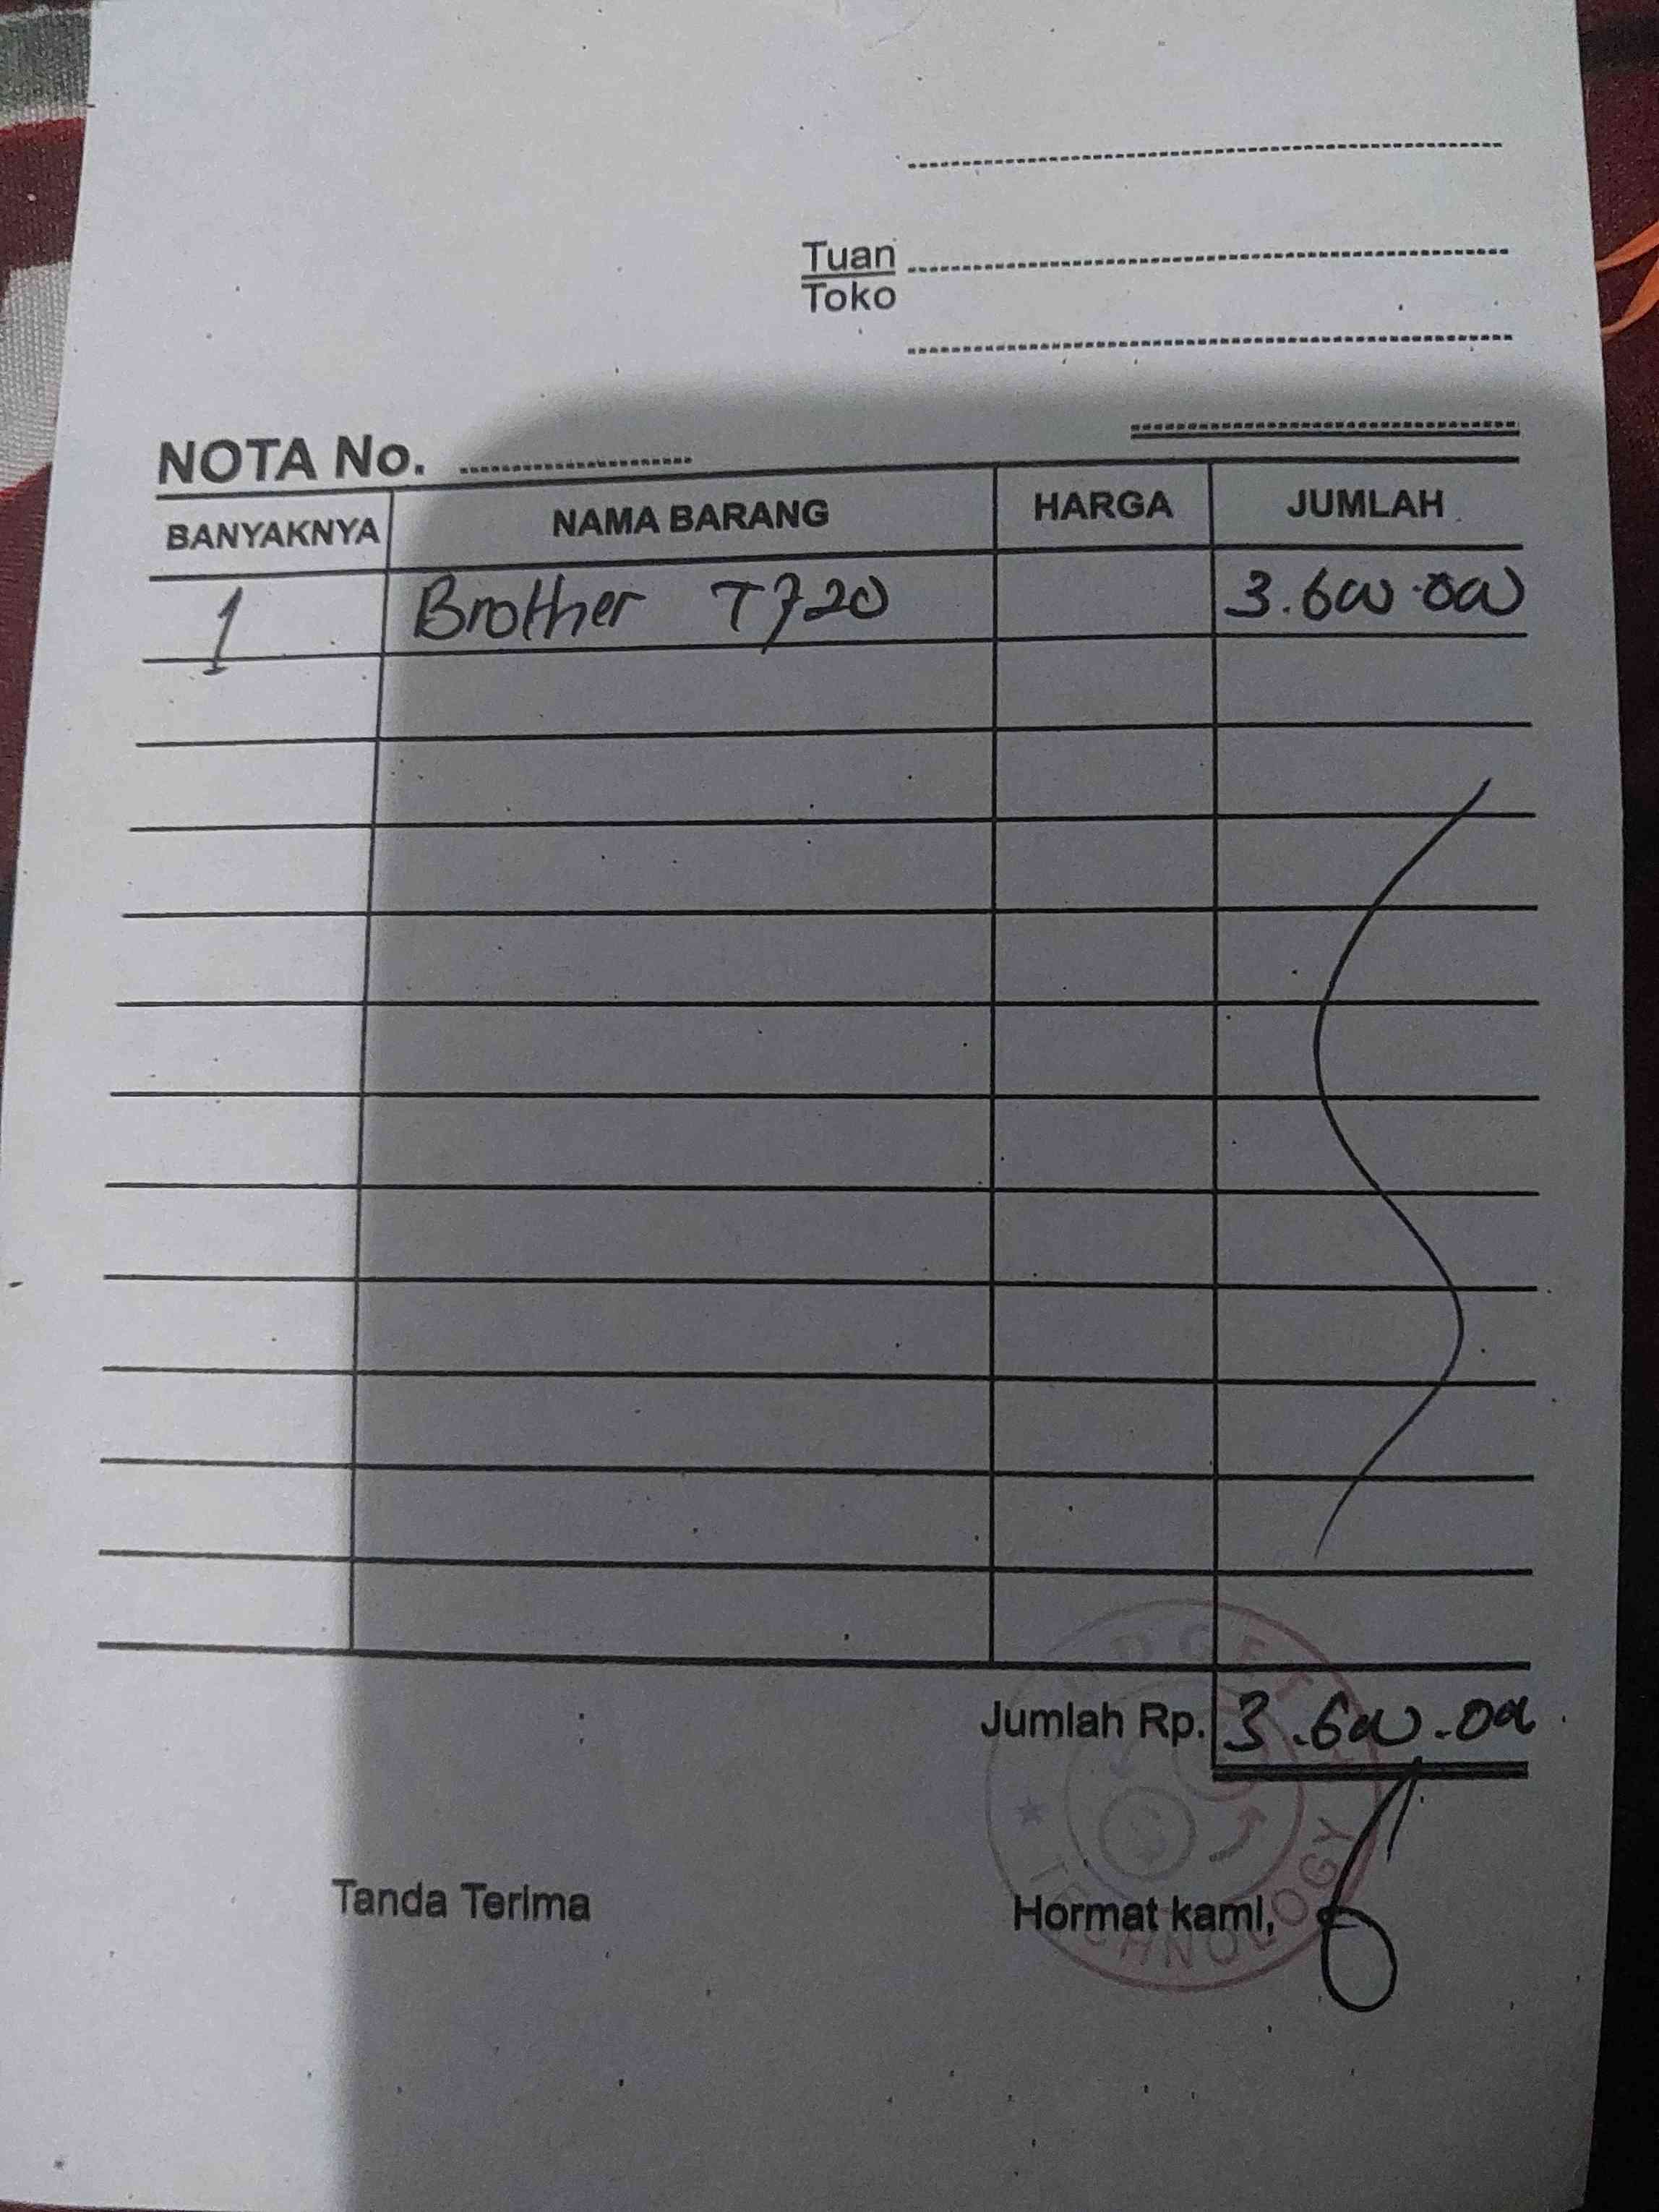 Tuan
Toko
NOTA No.
BANYAKNYA NAMA BARANG HARGA JUMLAH
1 Brother T720 3.600.000
Jumlah Rp. 3.600.000
Tanda Terima Hormat kami,
TECHNOLOGY